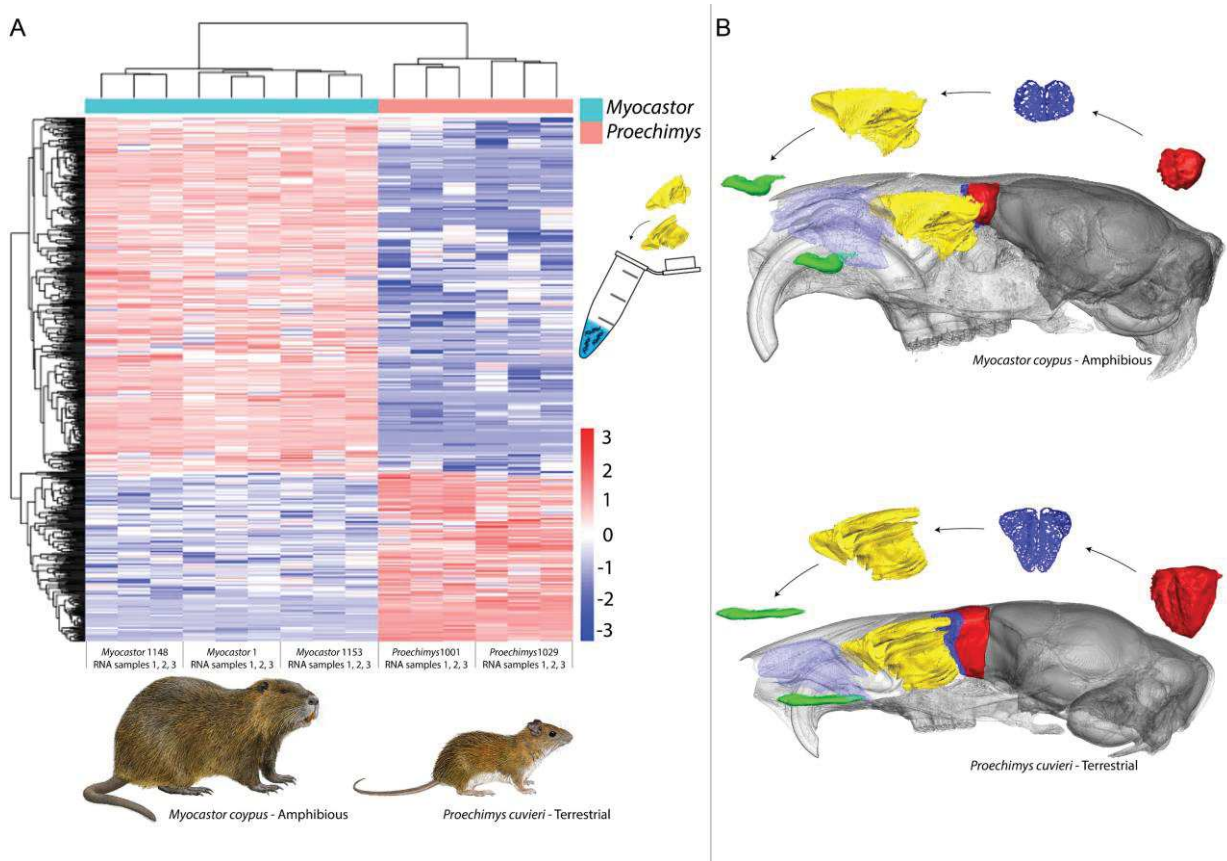 A
B
Myocastor
Proechimys
3
2
1
0
-1
-2
-3
Myocastor 1148
RNA samples 1, 2, 3
Myocastor 1
RNA samples 1, 2, 3
Myocastor 1153
RNA samples 1, 2, 3
Proechimys1001
RNA samples 1, 2, 3
Proechimys1029
RNA samples 1, 2, 3
Myocastor coypus - Amphibious
Proechimys cuvieri - Terrestrial
Myocastor coypus - Amphibious
Proechimys cuvieri - Terrestrial